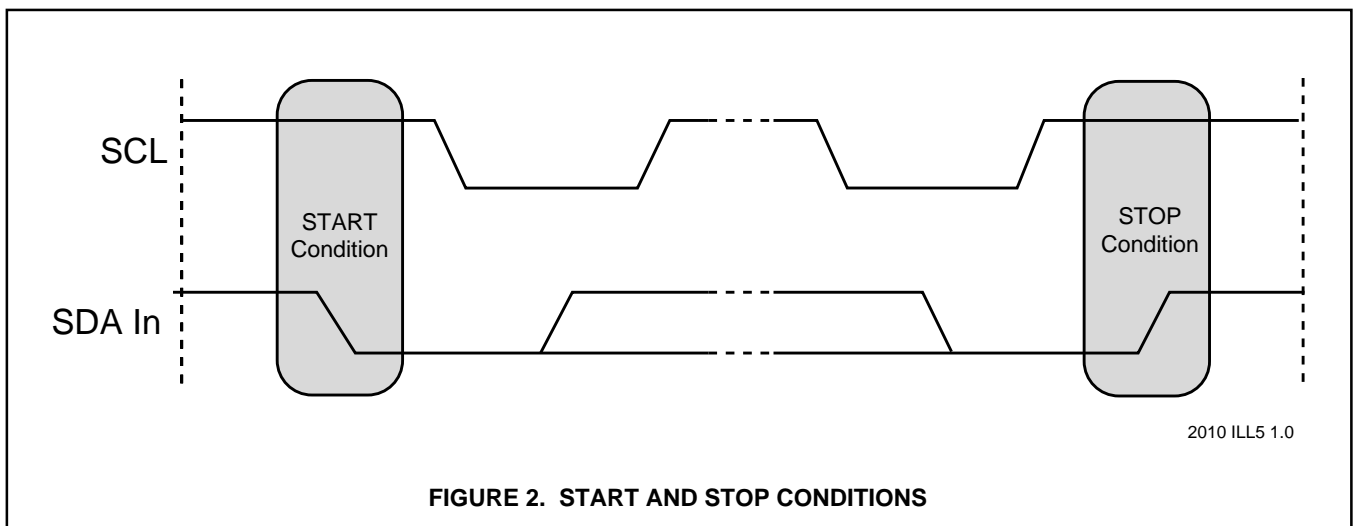 SCL
START
Condition
STOP
Condition
SDA In
2010 ILL5 1.0
FIGURE 2. START AND STOP CONDITIONS